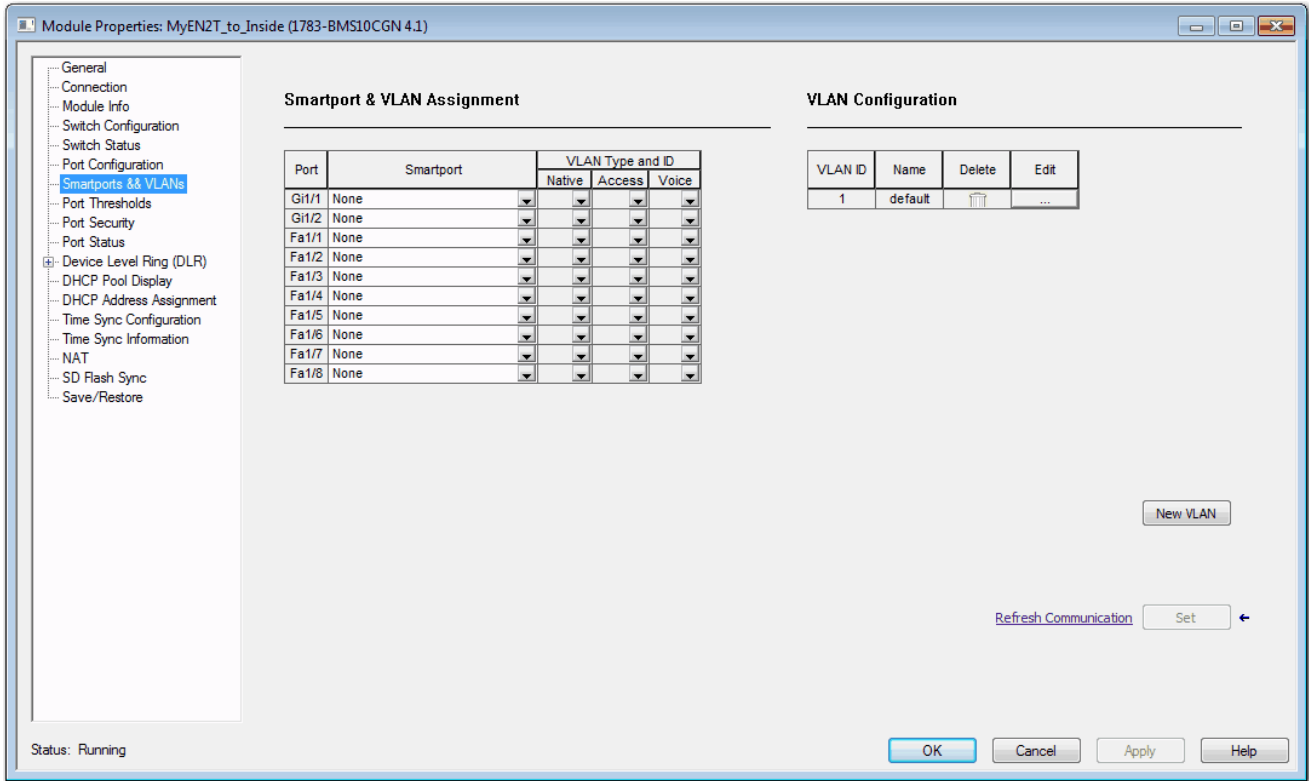 Module Properties: MyEN2T_to_Inside (1783-BMS10CGN 4.1)
General
Connection
Module Info
Switch Configuration
Switch Status
Port Configuration
Smartports && VLANs
Port Thresholds
Port Security
Port Status
Device Level Ring (DLR)
DHCP Pool Display
DHCP Address Assignment
Time Sync Configuration
Time Sync Information
NAT
SD Flash Sync
Save/Restore
Smartport & VLAN Assignment
Port Smartport VLAN Type and ID
Native Access Voice
Gi1/1 None
Gi1/2 None
Fa1/1 None
Fa1/2 None
Fa1/3 None
Fa1/4 None
Fa1/5 None
Fa1/6 None
Fa1/7 None
Fa1/8 None
VLAN Configuration
VLAN ID Name Delete Edit
1 default ...
New VLAN
Refresh Communication Set
Status: Running
OK Cancel Apply Help